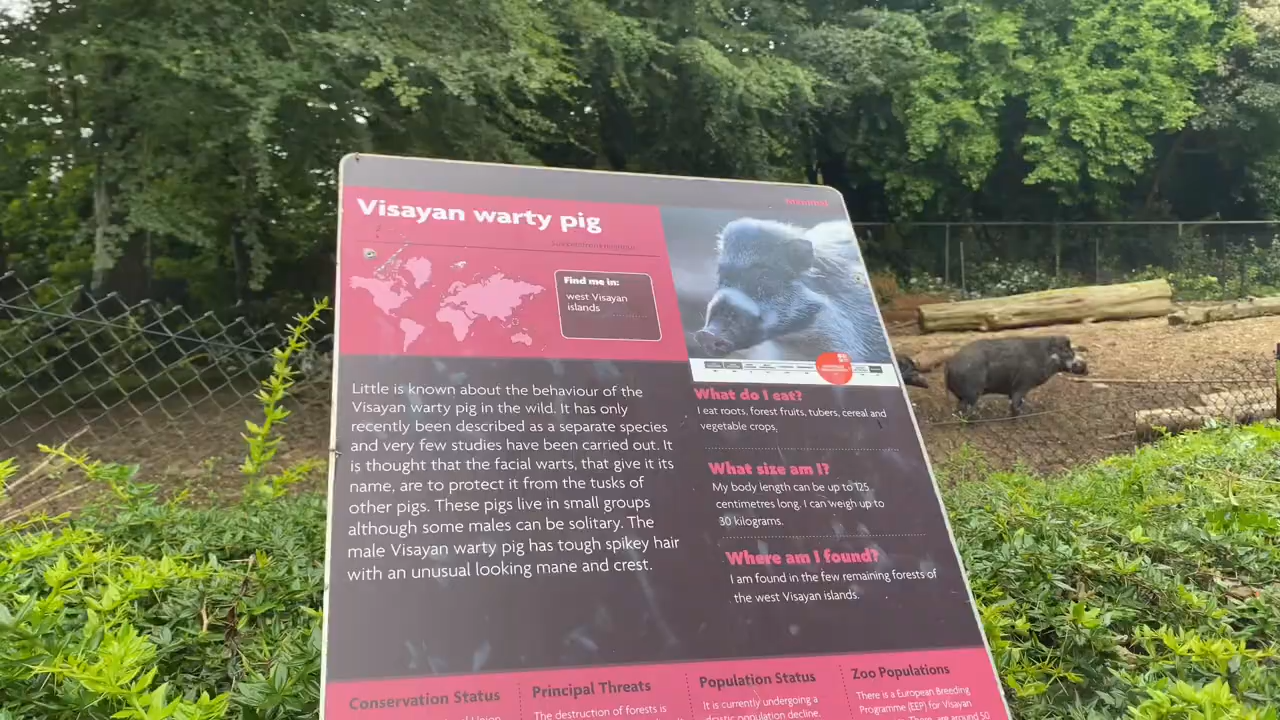 Visayan warty pig
Find me in:
west Visayan
islands
Little is known about the behaviour of the
Visayan warty pig in the wild. It has only
recently been described as a separate species
and very few studies have been carried out. It
is thought that the facial warts, that give it its
name, are to protect it from the tusks of
other pigs. These pigs live in small groups
although some males can be solitary. The
male Visayan warty pig has tough spikey hair
with an unusual looking mane and crest.
What do I eat?
I eat roots, forest fruits, tubers, cereal and
vegetable crops.
What size am I?
My body length can be up to 125
centimetres long. I can weigh up to
30 kilograms.
Where am I found?
I am found in the few remaining forests of
the west Visayan islands.
Conservation Status
Principal Threats
The destruction of forests is
Population Status
It is currently undergoing a
drastic population decline.
Zoo Populations
There is a European Breeding
Programme (EEP) for Visayan
There are around 50